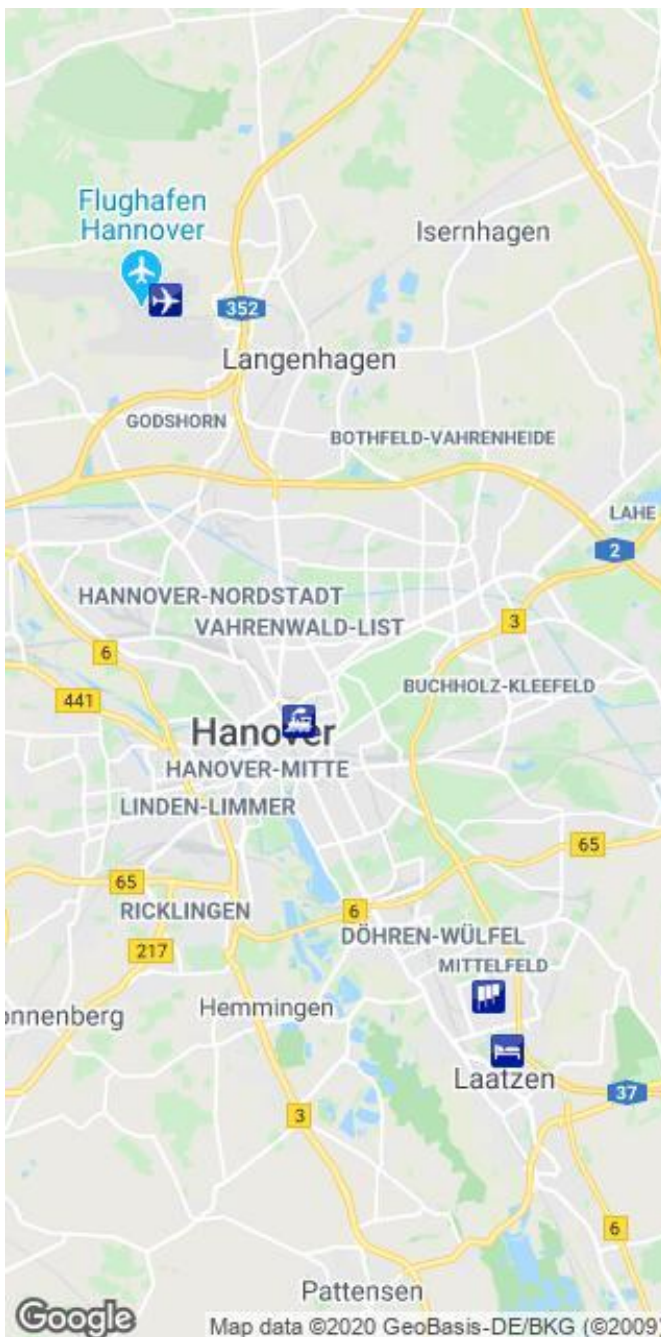 Flughafen
Hannover
Isernhagen
352
Langenhagen
GODSHORN
BOTHFELD-VAHRENHEIDE
LAHE
2
HANNOVER-NORDSTADT
3
VAHRENWALD-LIST
6
BUCHHOLZ-KLEEFELD
441
Hanover
HANOVER-MITTE
LINDEN-LIMMER
65
65
RICKLINGEN
6
DÖHREN-WÜLFEL
217
MITTELFELD
Hemmingen
onnenberg
Laatzen
37
3
6
Pattensen
Google
Map data ©2020 GeoBasis-DE/BKG (©2009